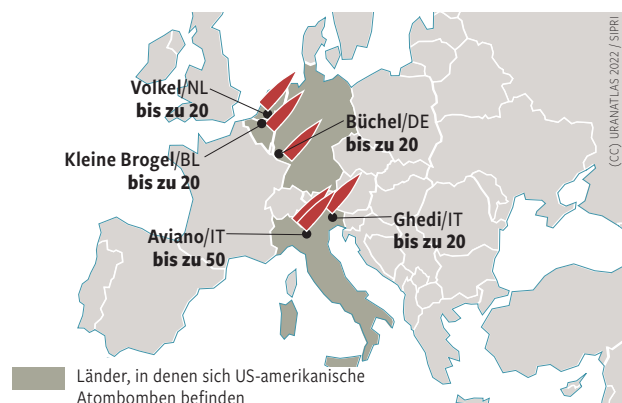 Volkel/NL
bis zu 20
Büchel/DE
bis zu 20
Kleine Brogel/BL
bis zu 20
Aviano/IT
bis zu 50
Ghedi/IT
bis zu 20
Länder, in denen sich US-amerikanische
Atombomben befinden
(CC) URANATLAS 2022 / SIPRI